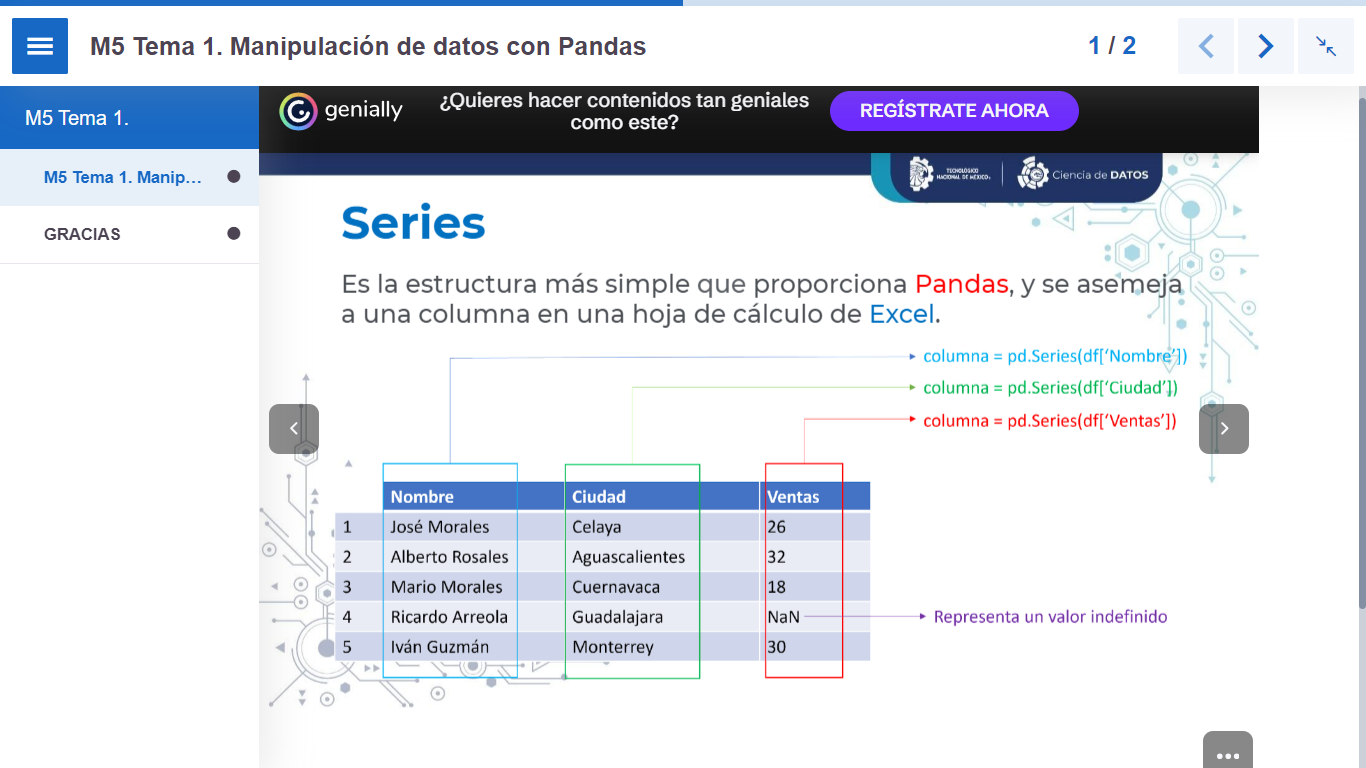 M5 Tema 1. Manipulación de datos con Pandas
1 / 2
M5 Tema 1.
M5 Tema 1. Manip...
GRACIAS
genially
¿Quieres hacer contenidos tan geniales
como este?
REGÍSTRATE AHORA
TECNOLÓGICO
NACIONAL DE MÉXICO®
Ciencia de DATOS
Series
Es la estructura más simple que proporciona Pandas, y se asemeja
a una columna en una hoja de cálculo de Excel.
columna = pd.Series(df[‘Nombre’])
columna = pd.Series(df[‘Ciudad’])
columna = pd.Series(df[‘Ventas’])
Nombre Ciudad Ventas
1 José Morales Celaya 26
2 Alberto Rosales Aguascalientes 32
3 Mario Morales Cuernavaca 18
4 Ricardo Arreola Guadalajara NaN Representa un valor indefinido
5 Iván Guzmán Monterrey 30